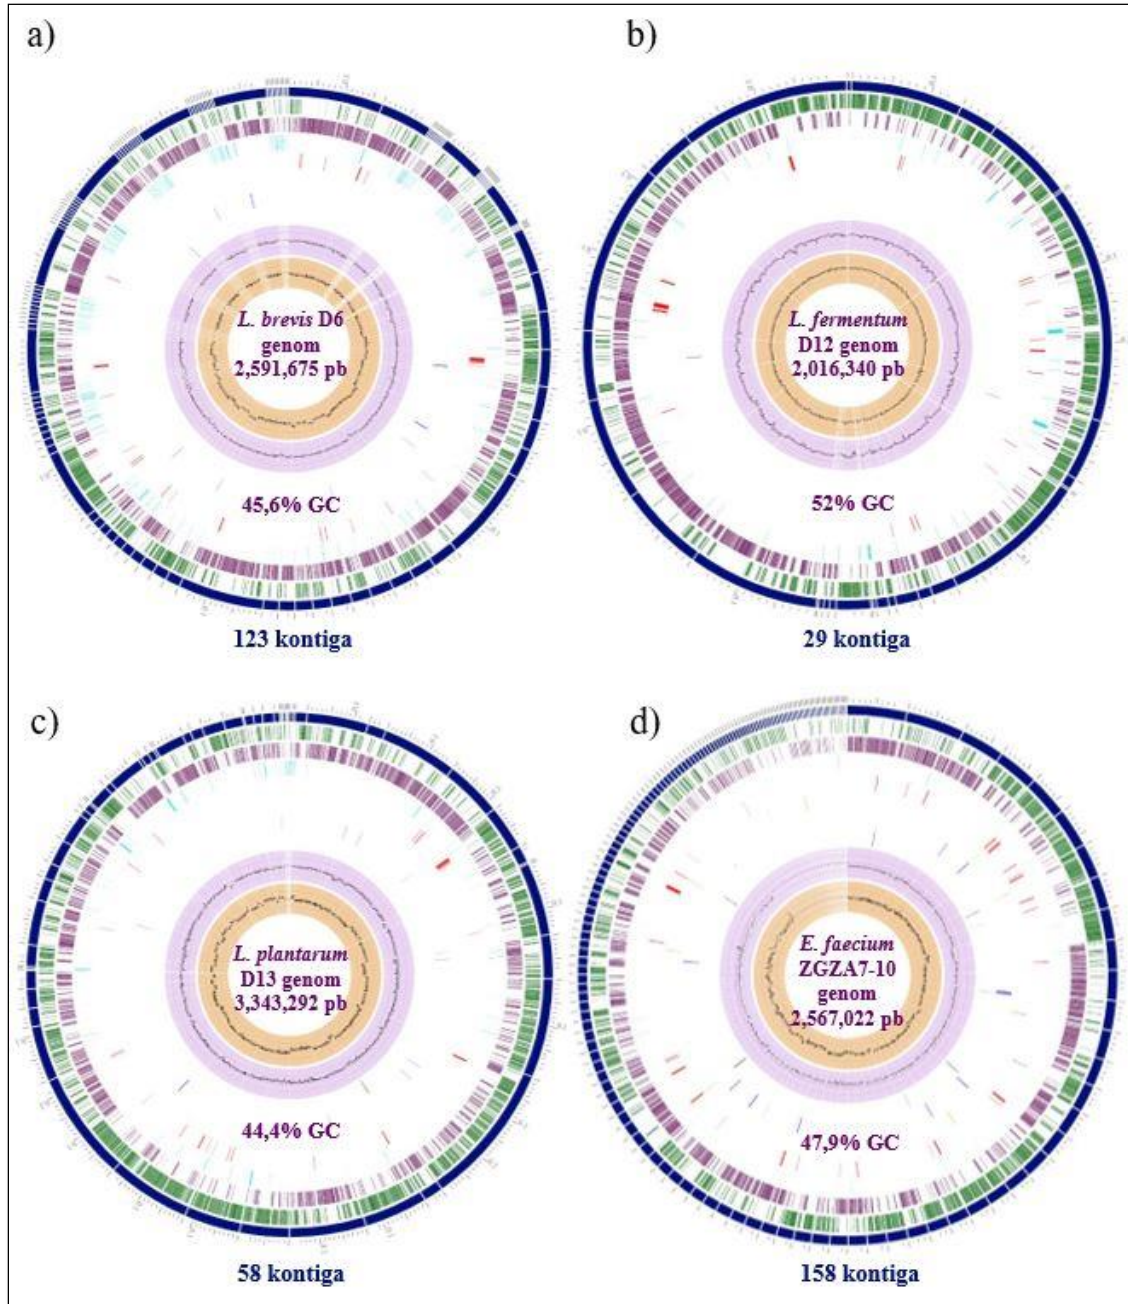 a)
L. brevis D6
genom
2,591,675 pb
45,6% GC
123 kontiga
b)
L. fermentum
D12 genom
2,016,340 pb
52% GC
29 kontiga
c)
L. plantarum
D13 genom
3,343,292 pb
44,4% GC
58 kontiga
d)
E. faecium
ZGZA7-10
genom
2,567,022 pb
47,9% GC
158 kontiga